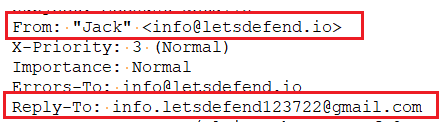 From: "Jack" <info@letsdefend.io>
X-Priority: 3 (Normal)
Importance: Normal
Errors-To: info@letsdefend.io
Reply-To: info.letsdefend123722@gmail.com